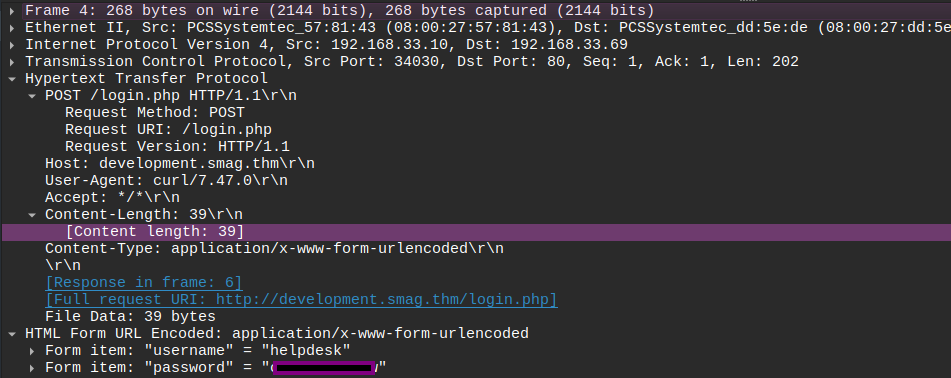 Frame 4: 268 bytes on wire (2144 bits), 268 bytes captured (2144 bits)
Ethernet II, Src: PCSSystemtec_57:81:43 (08:00:27:57:81:43), Dst: PCSSystemtec_dd:5e:de (08:00:27:dd:5e
Internet Protocol Version 4, Src: 192.168.33.10, Dst: 192.168.33.69
Transmission Control Protocol, Src Port: 34030, Dst Port: 80, Seq: 1, Ack: 1, Len: 202
Hypertext Transfer Protocol
POST /login.php HTTP/1.1\r\n
Request Method: POST
Request URI: /login.php
Request Version: HTTP/1.1
Host: development.smag.thm\r\n
User-Agent: curl/7.47.0\r\n
Accept: */*\r\n
Content-Length: 39\r\n
[Content length: 39]
Content-Type: application/x-www-form-urlencoded\r\n
\r\n
[Response in frame: 6]
[Full request URI: http://development.smag.thm/login.php]
File Data: 39 bytes
HTML Form URL Encoded: application/x-www-form-urlencoded
Form item: "username" = "helpdesk"
Form item: "password" =